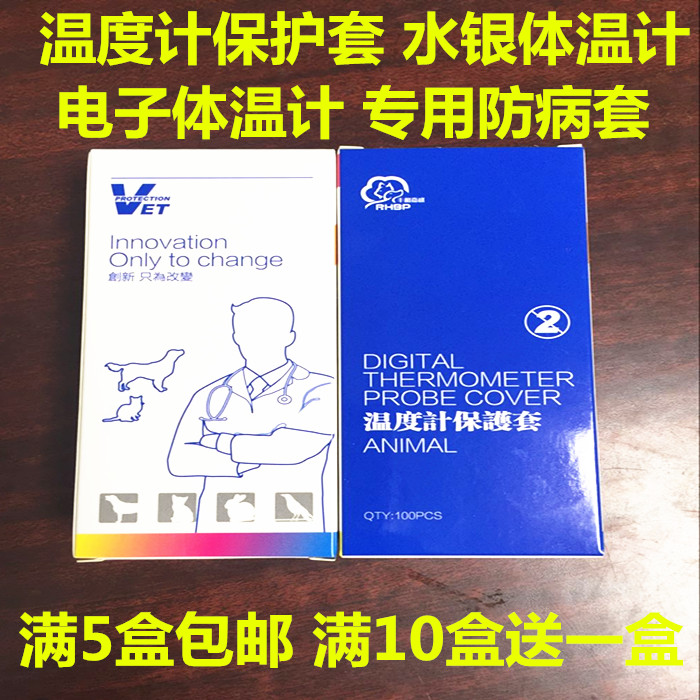 温度计保护套 水银体温计
电子体温计 专用防病套
PROTECTION
VET
Innovation
Only to change
創新 只為改變
RHBP
2
DIGITAL
THERMOMETER
PROBE COVER
温度計保護套
ANIMAL
QTY:100PCS
满5盒包邮 满10盒送一盒